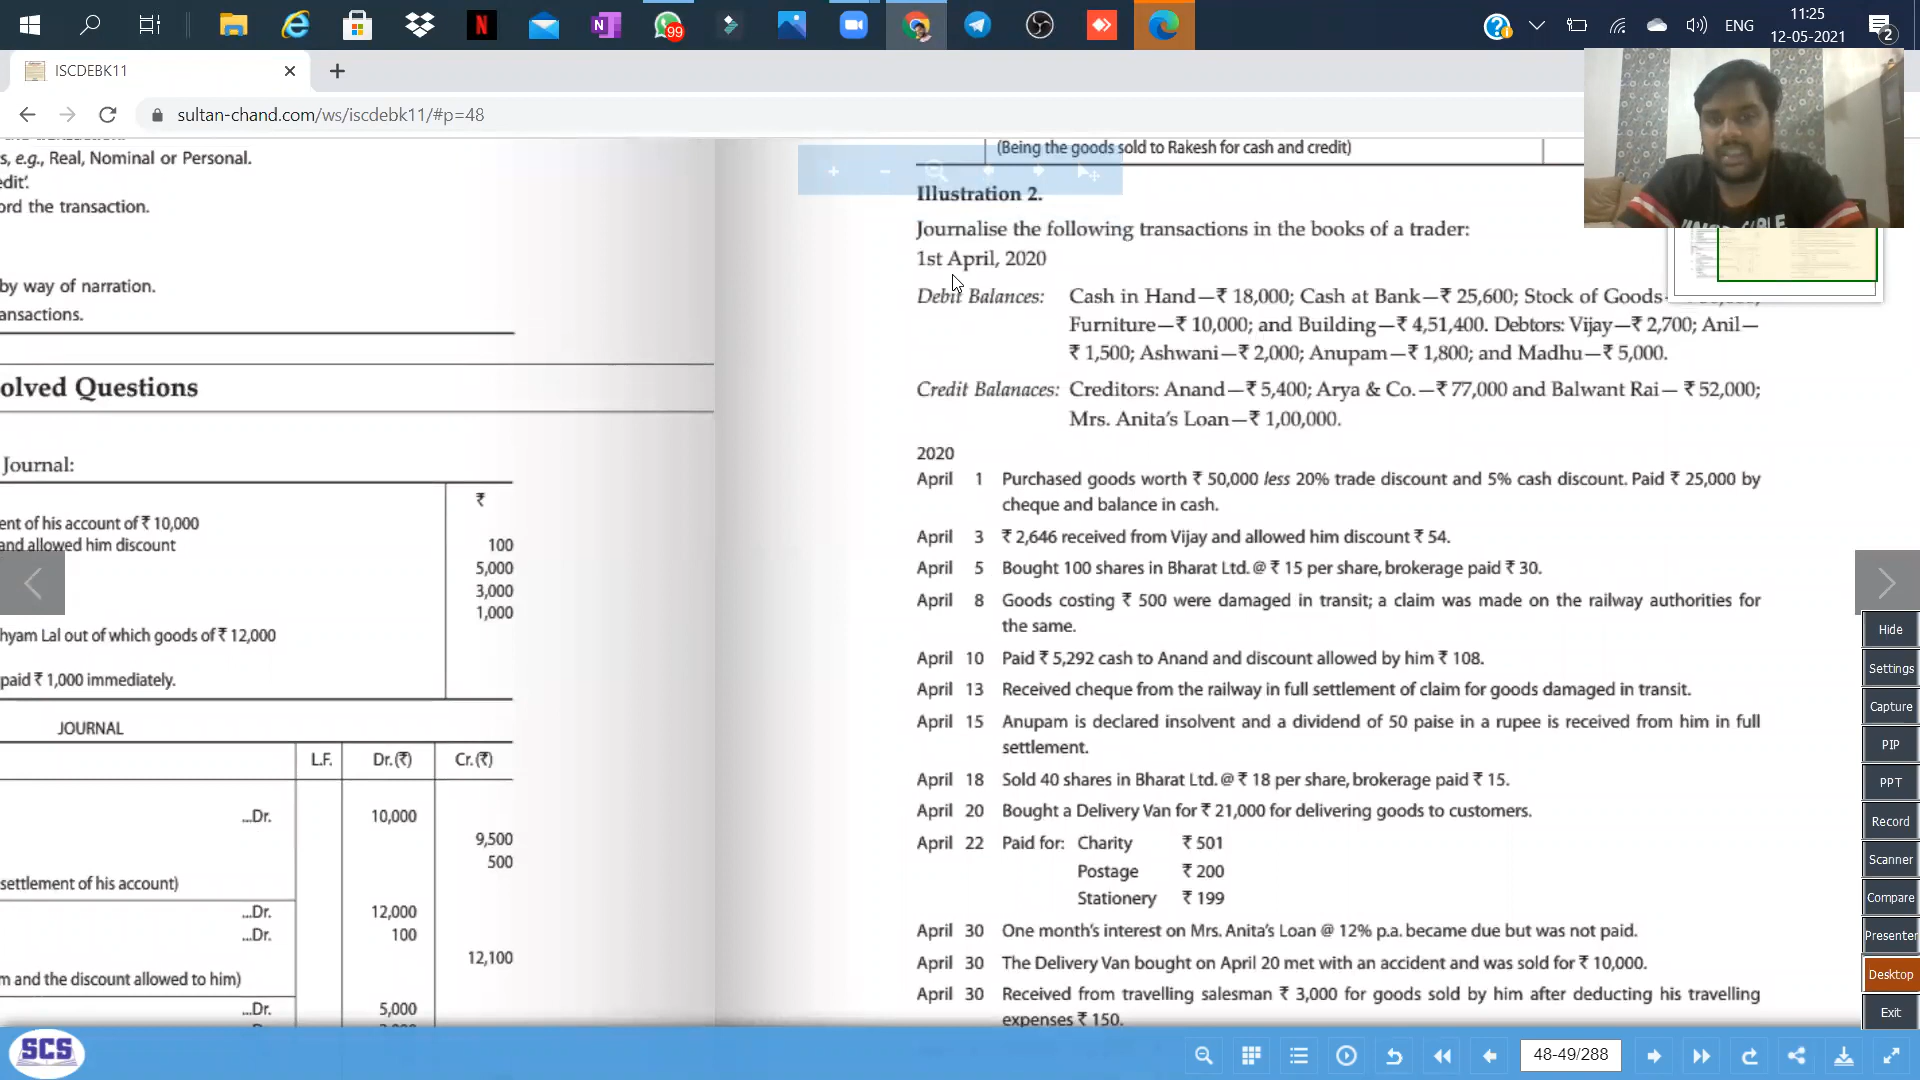 11:25
ENG
12-05-2021
99
2
ISCDEBK11
sultan-chand.com/ws/iscdebk11/#p=48
s, e.g., Real, Nominal or Personal.
edit'.
ord the transaction.
by way of narration.
ansactions.
olved Questions
Journal:
₹
ent of his account of ₹ 10,000
and allowed him discount 100
5,000
3,000
1,000
hyam Lal out of which goods of ₹ 12,000
paid ₹ 1,000 immediately.
JOURNAL
L.F. Dr. (₹) Cr. (₹)
...Dr. 10,000
9,500
500
settlement of his account)
...Dr. 12,000
...Dr. 100
12,100
m and the discount allowed to him)
...Dr. 5,000
(Being the goods sold to Rakesh for cash and credit)
Illustration 2.
Journalise the following transactions in the books of a trader:
1st April, 2020
Debit Balances: Cash in Hand—₹ 18,000; Cash at Bank—₹ 25,600; Stock of Goods—
Furniture—₹ 10,000; and Building—₹ 4,51,400. Debtors: Vijay—₹ 2,700; Anil—
₹ 1,500; Ashwani—₹ 2,000; Anupam—₹ 1,800; and Madhu—₹ 5,000.
Credit Balanaces: Creditors: Anand—₹ 5,400; Arya & Co.—₹ 77,000 and Balwant Rai— ₹ 52,000;
Mrs. Anita's Loan—₹ 1,00,000.
2020
April 1 Purchased goods worth ₹ 50,000 less 20% trade discount and 5% cash discount. Paid ₹ 25,000 by
cheque and balance in cash.
April 3 ₹ 2,646 received from Vijay and allowed him discount ₹ 54.
April 5 Bought 100 shares in Bharat Ltd. @ ₹ 15 per share, brokerage paid ₹ 30.
April 8 Goods costing ₹ 500 were damaged in transit; a claim was made on the railway authorities for
the same.
April 10 Paid ₹ 5,292 cash to Anand and discount allowed by him ₹ 108.
April 13 Received cheque from the railway in full settlement of claim for goods damaged in transit.
April 15 Anupam is declared insolvent and a dividend of 50 paise in a rupee is received from him in full
settlement.
April 18 Sold 40 shares in Bharat Ltd. @ ₹ 18 per share, brokerage paid ₹ 15.
April 20 Bought a Delivery Van for ₹ 21,000 for delivering goods to customers.
April 22 Paid for: Charity ₹ 501
Postage ₹ 200
Stationery ₹ 199
April 30 One month's interest on Mrs. Anita's Loan @ 12% p.a. became due but was not paid.
April 30 The Delivery Van bought on April 20 met with an accident and was sold for ₹ 10,000.
April 30 Received from travelling salesman ₹ 3,000 for goods sold by him after deducting his travelling
expenses ₹ 150.
Hide
Settings
Capture
PIP
PPT
Record
Scanner
Compare
Presenter
Desktop
Exit
SCS
48-49/288